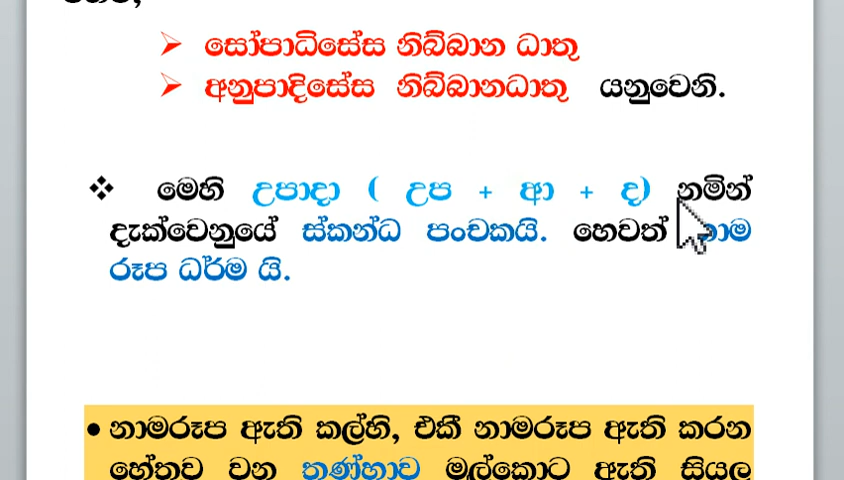 ➢ සෝපාධිසේස නිබ්බාන ධාතු
➢ අනුපාදිසේස නිබ්බානධාතු යනුවෙනි.
❖ මෙහි උපාදා ( උප + ආ + ද) නමින්
දැක්වෙනුයේ ස්කන්ධ පංචකයි. හෙවත් නාම
රූප ධර්ම යි.
• නාමරූප ඇති කල්හි, එකී නාමරූප ඇති කරන
හේතුව වන තණ්හාව මුල්කොට ඇති සියලු